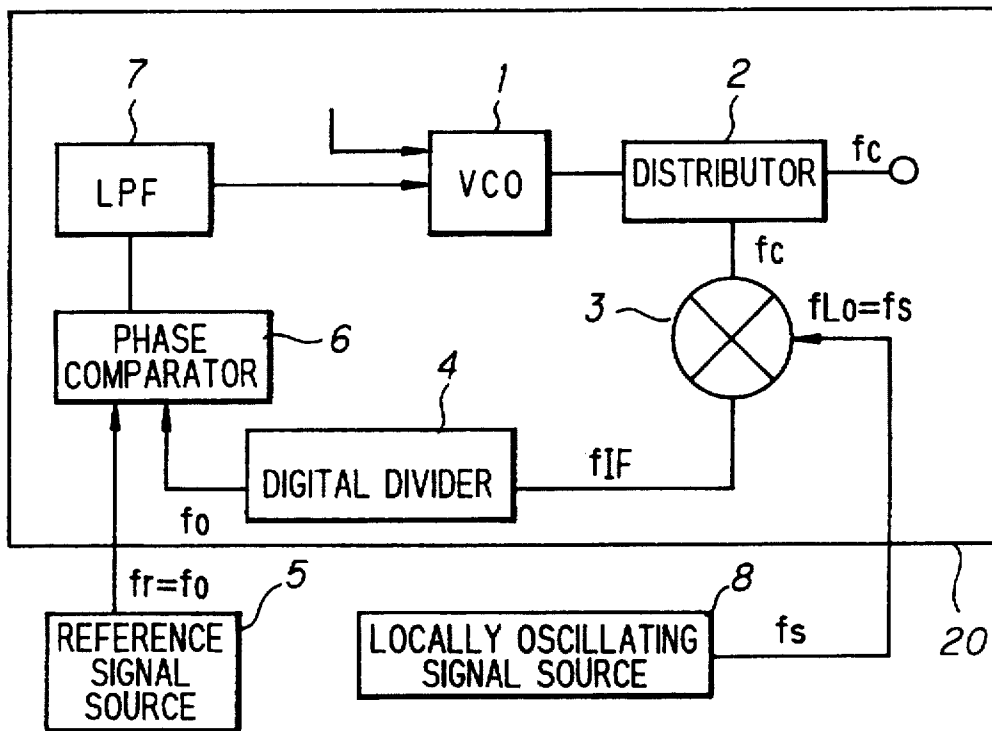 7
1
2
LPF
VCO
DISTRIBUTOR
fc
fc
3
fLo=fs
PHASE
COMPARATOR
6
4
DIGITAL DIVIDER
fIF
fo
fr=fo
5
8
REFERENCE
SIGNAL
SOURCE
LOCALLY OSCILLATING
SIGNAL SOURCE
fs
20